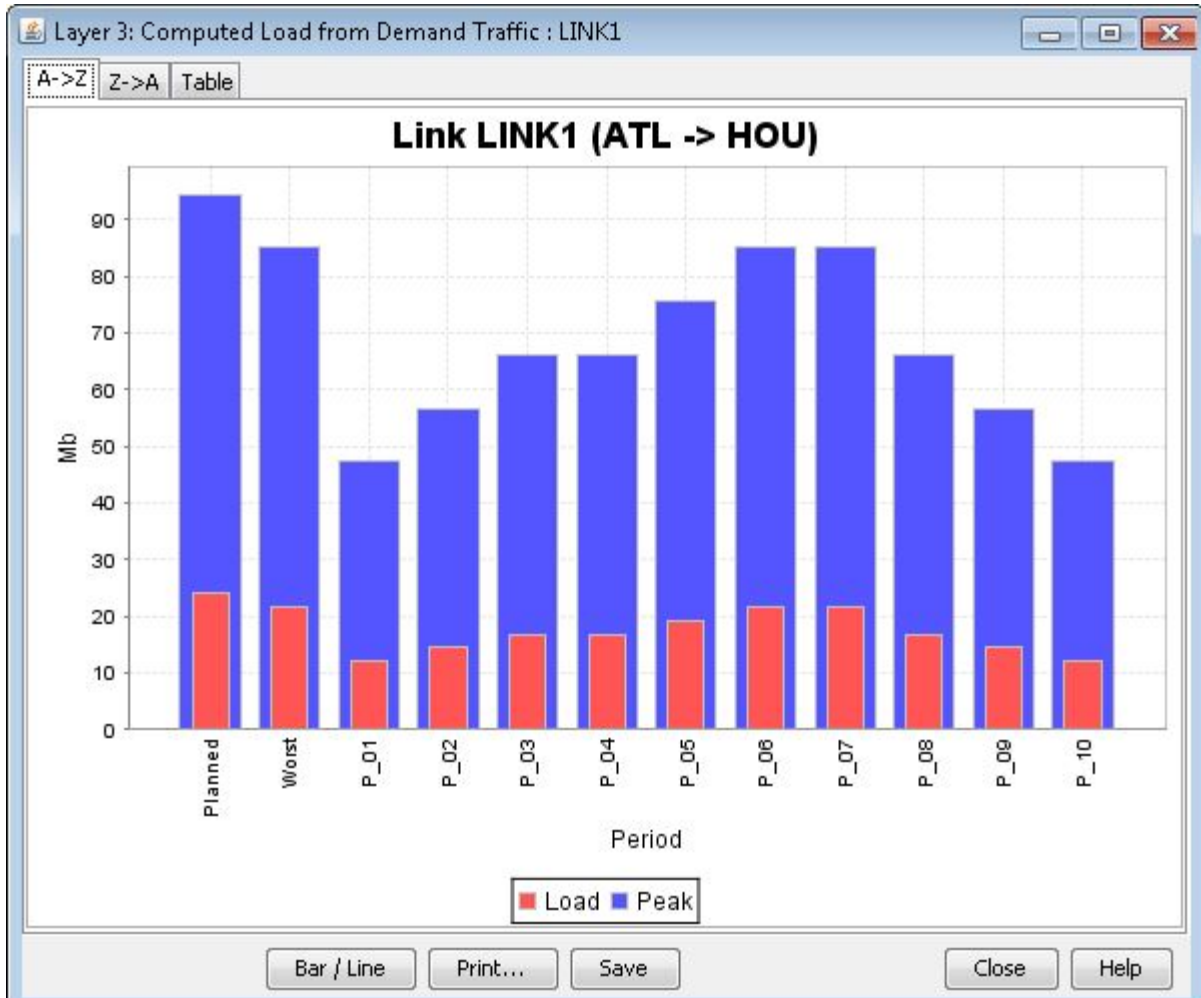 Layer 3: Computed Load from Demand Traffic : LINK1
A->Z Z->A Table
Link LINK1 (ATL -> HOU)
90
80
70
60
50
40
30
20
10
0
Mb
Planned
Worst
P_01
P_02
P_03
P_04
P_05
P_06
P_07
P_08
P_09
P_10
Period
Load Peak
Bar / Line Print... Save Close Help